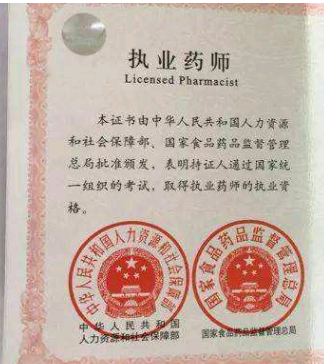 执业药师
Licensed Pharmacist
本证书由中华人民共和国人力资源
和社会保障部、国家食品药品监督管理
总局批准颁发，表明持证人通过国家统
一组织的考试，取得执业药师的执业资
格。
中华人民共和国人力资源和社会保障部
国家食品药品监督管理总局
中华人民共和国
人力资源和社会保障部
国家食品药品监督管理总局